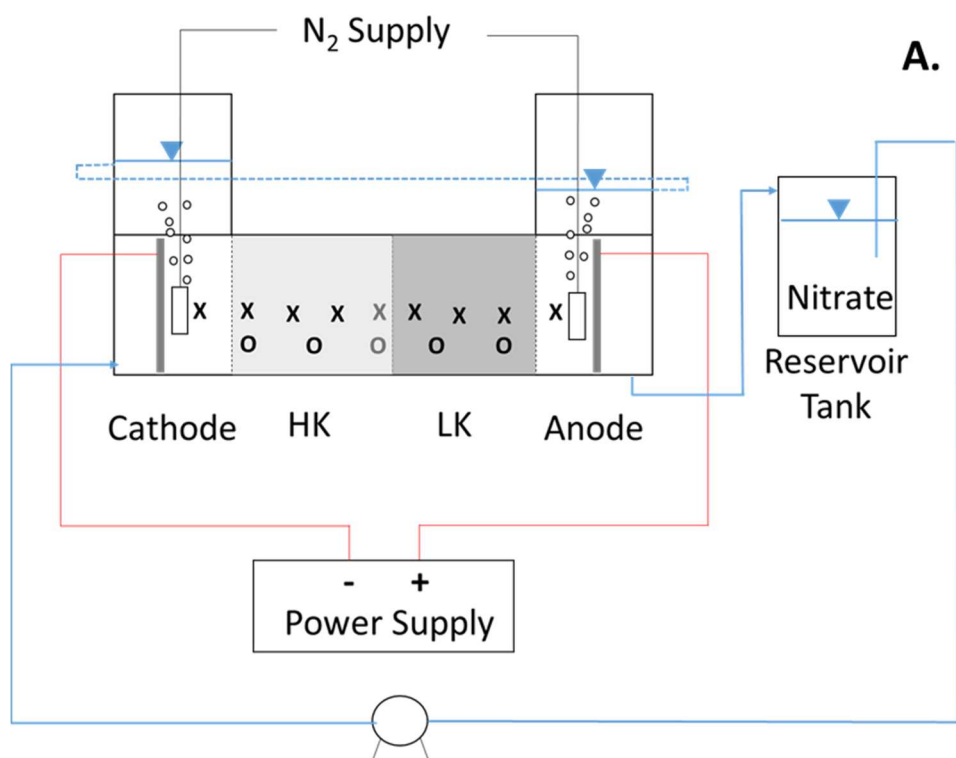 N₂ Supply
A.
X X X X X X X X X
O O O O O
Nitrate
Reservoir
Tank
Cathode HK LK Anode
- +
Power Supply